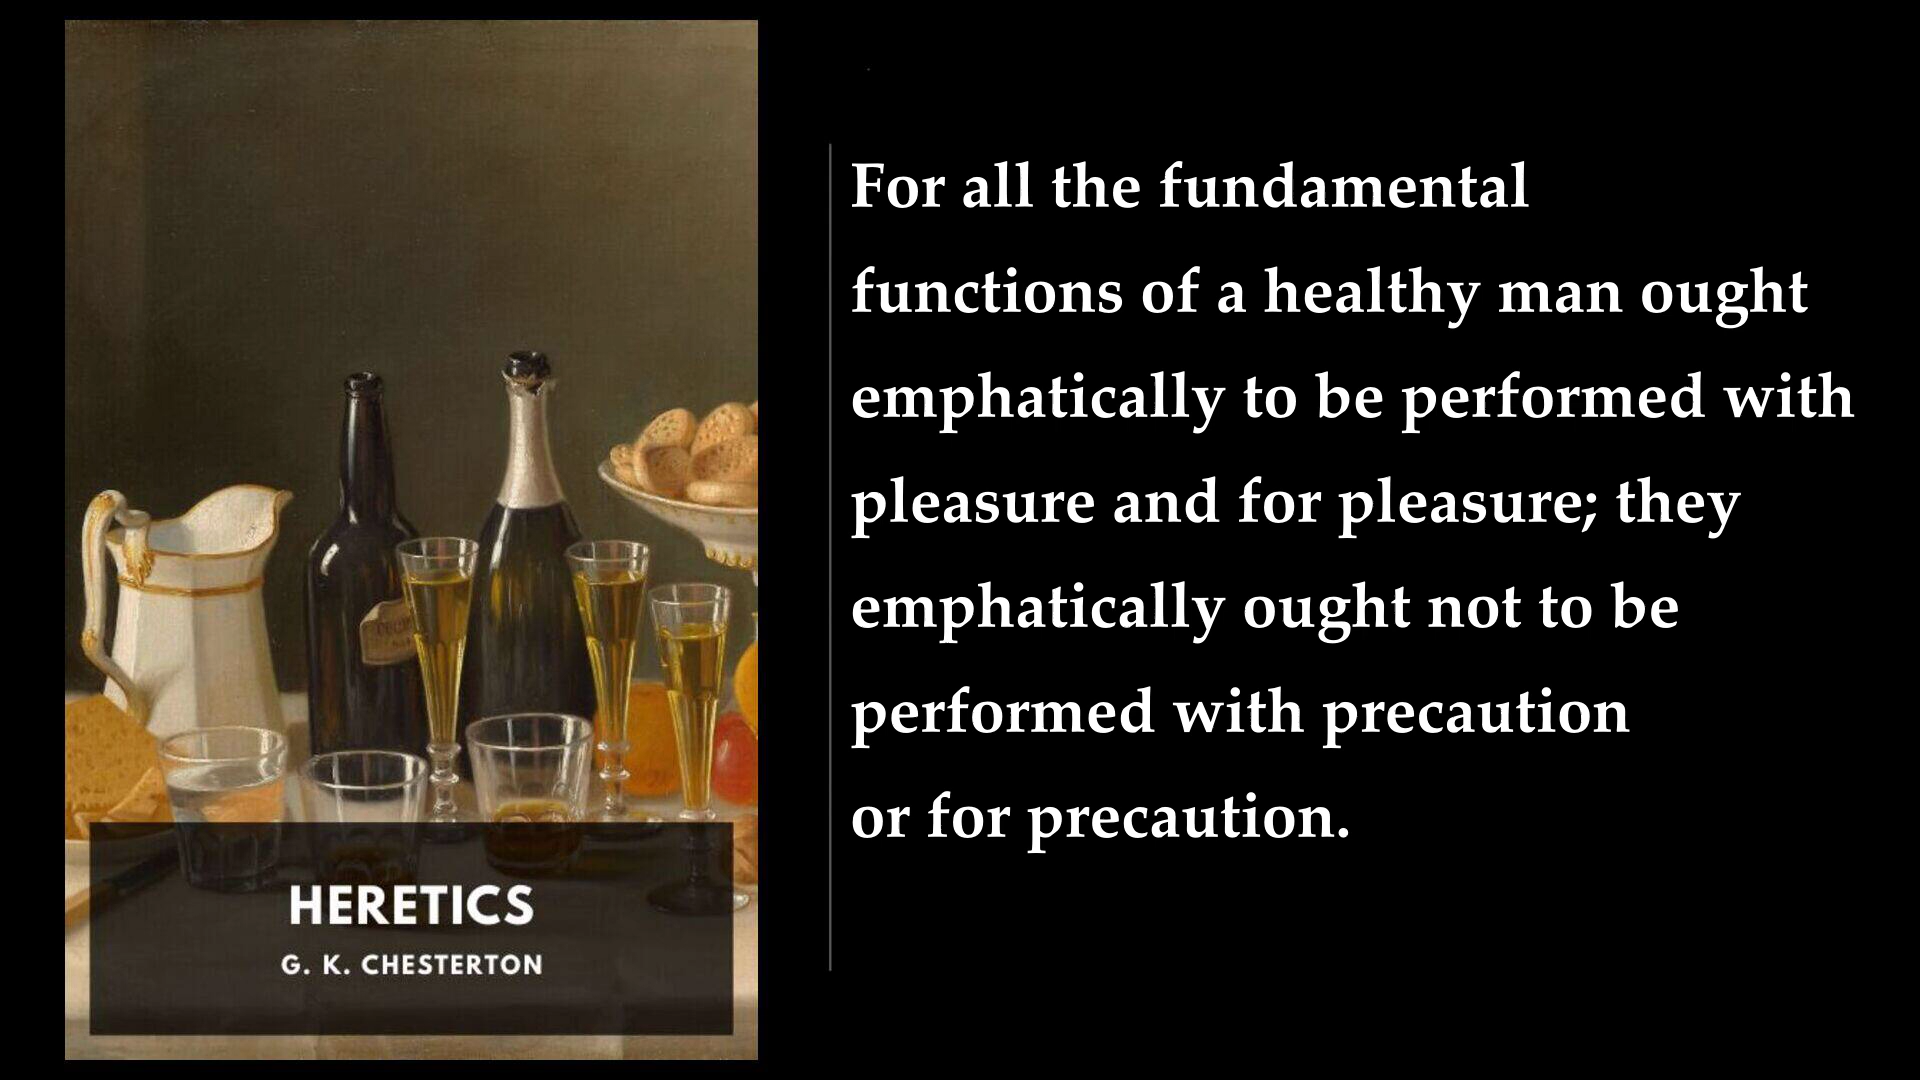 For all the fundamental
functions of a healthy man ought
emphatically to be performed with
pleasure and for pleasure; they
emphatically ought not to be
performed with precaution
or for precaution.
HERETICS
G. K. CHESTERTON